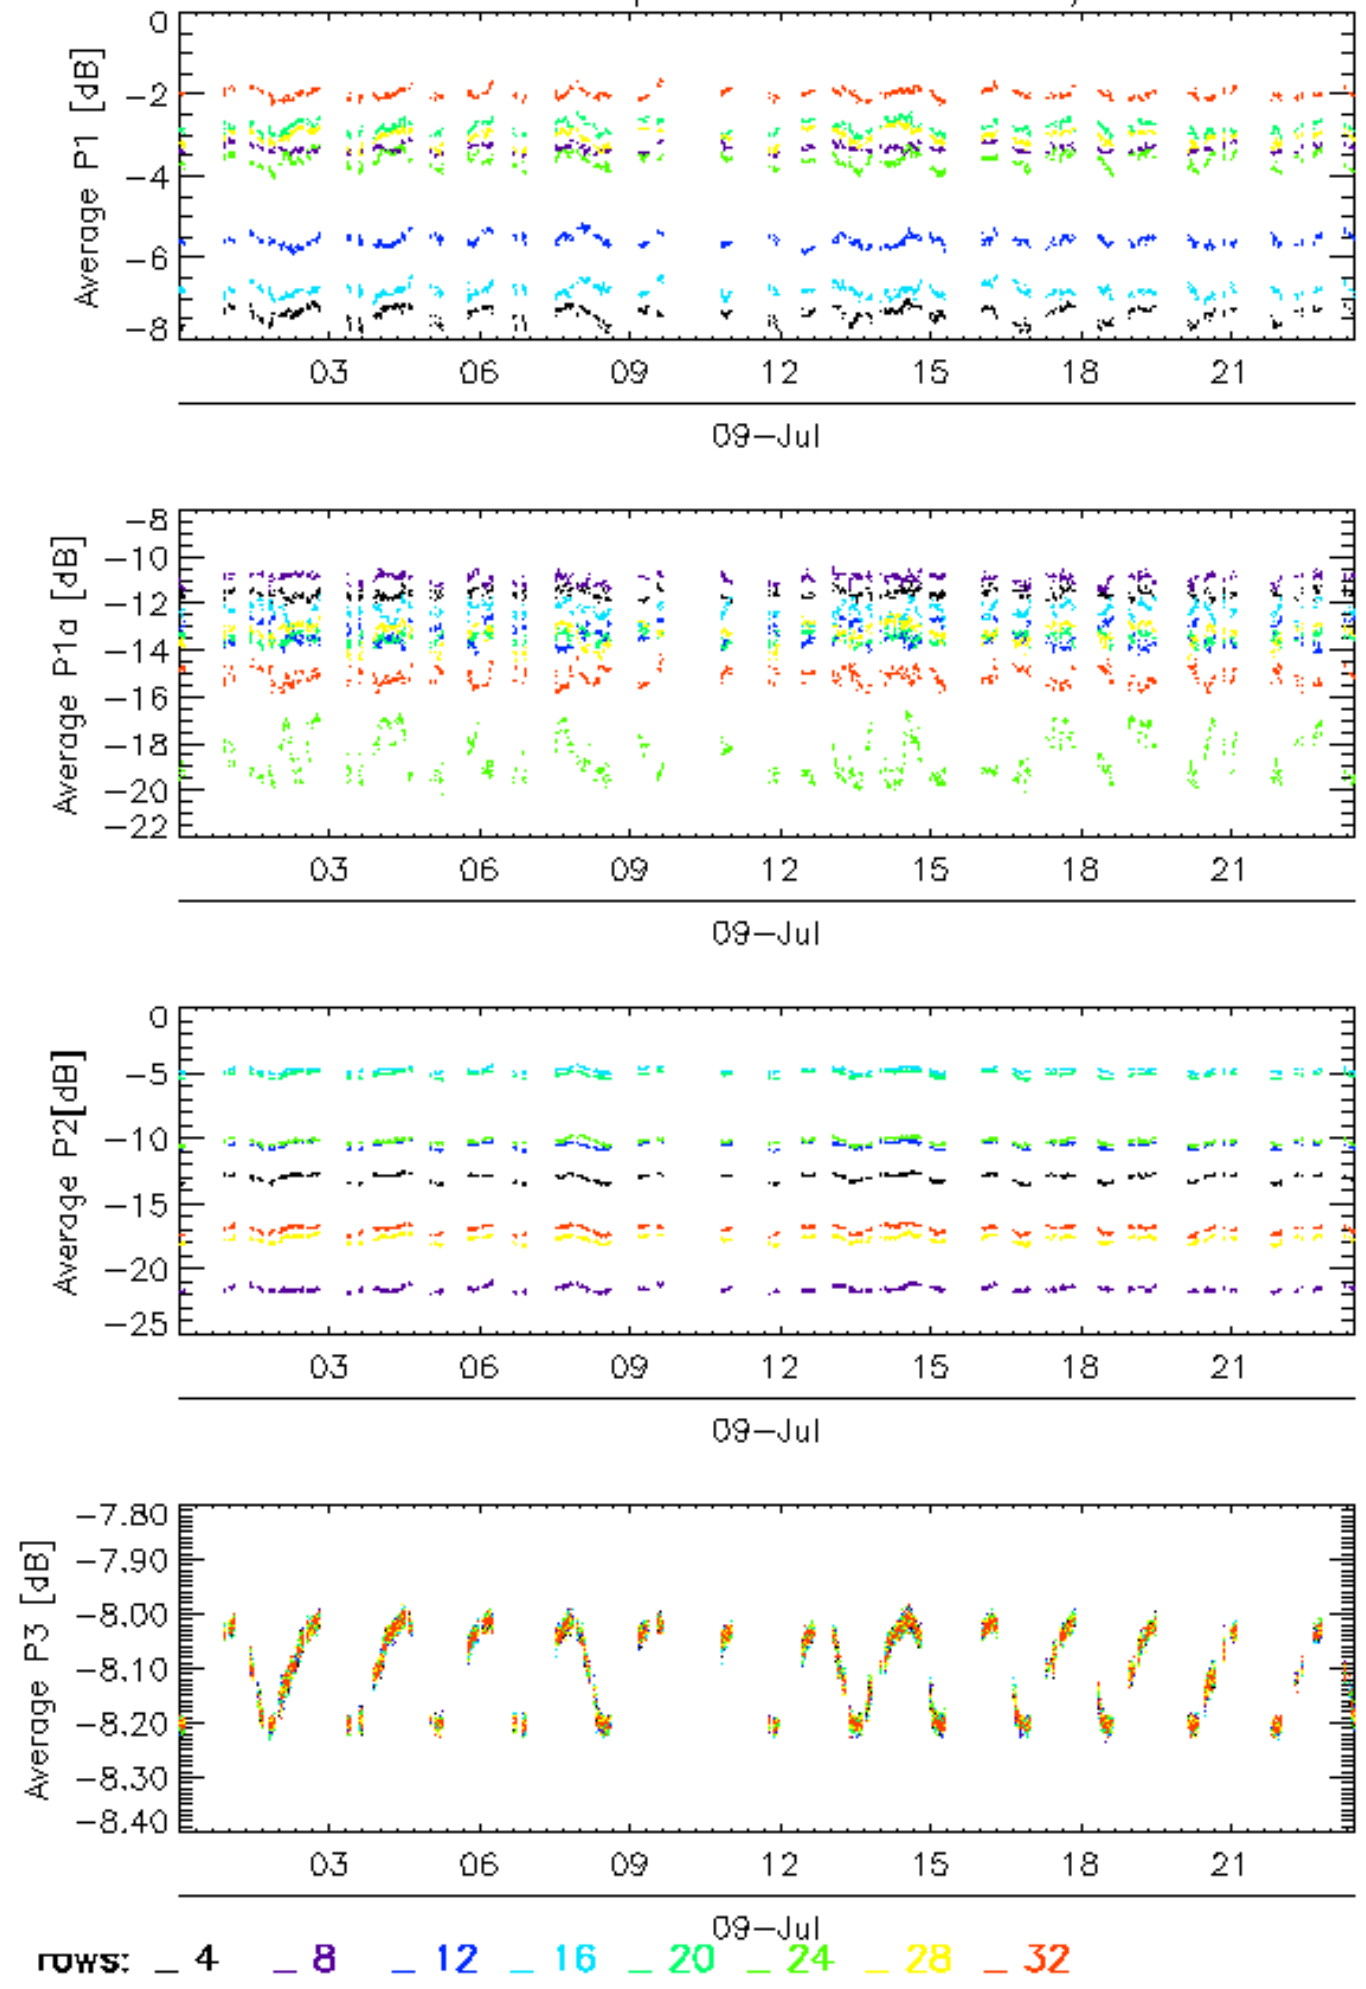 Average P1 [dB]
0
−2
−4
−6
−8
03 06 09 12 15 18 21
09−Jul
Average P1a [dB]
−8
−10
−12
−14
−16
−18
−20
−22
03 06 09 12 15 18 21
09−Jul
Average P2[dB]
0
−5
−10
−15
−20
−25
03 06 09 12 15 18 21
09−Jul
Average P3 [dB]
−7.80
−7.90
−8.00
−8.10
−8.20
−8.30
−8.40
03 06 09 12 15 18 21
09−Jul
rows: _ 4 _ 8 _ 12 _ 16 _ 20 _ 24 _ 28 _ 32